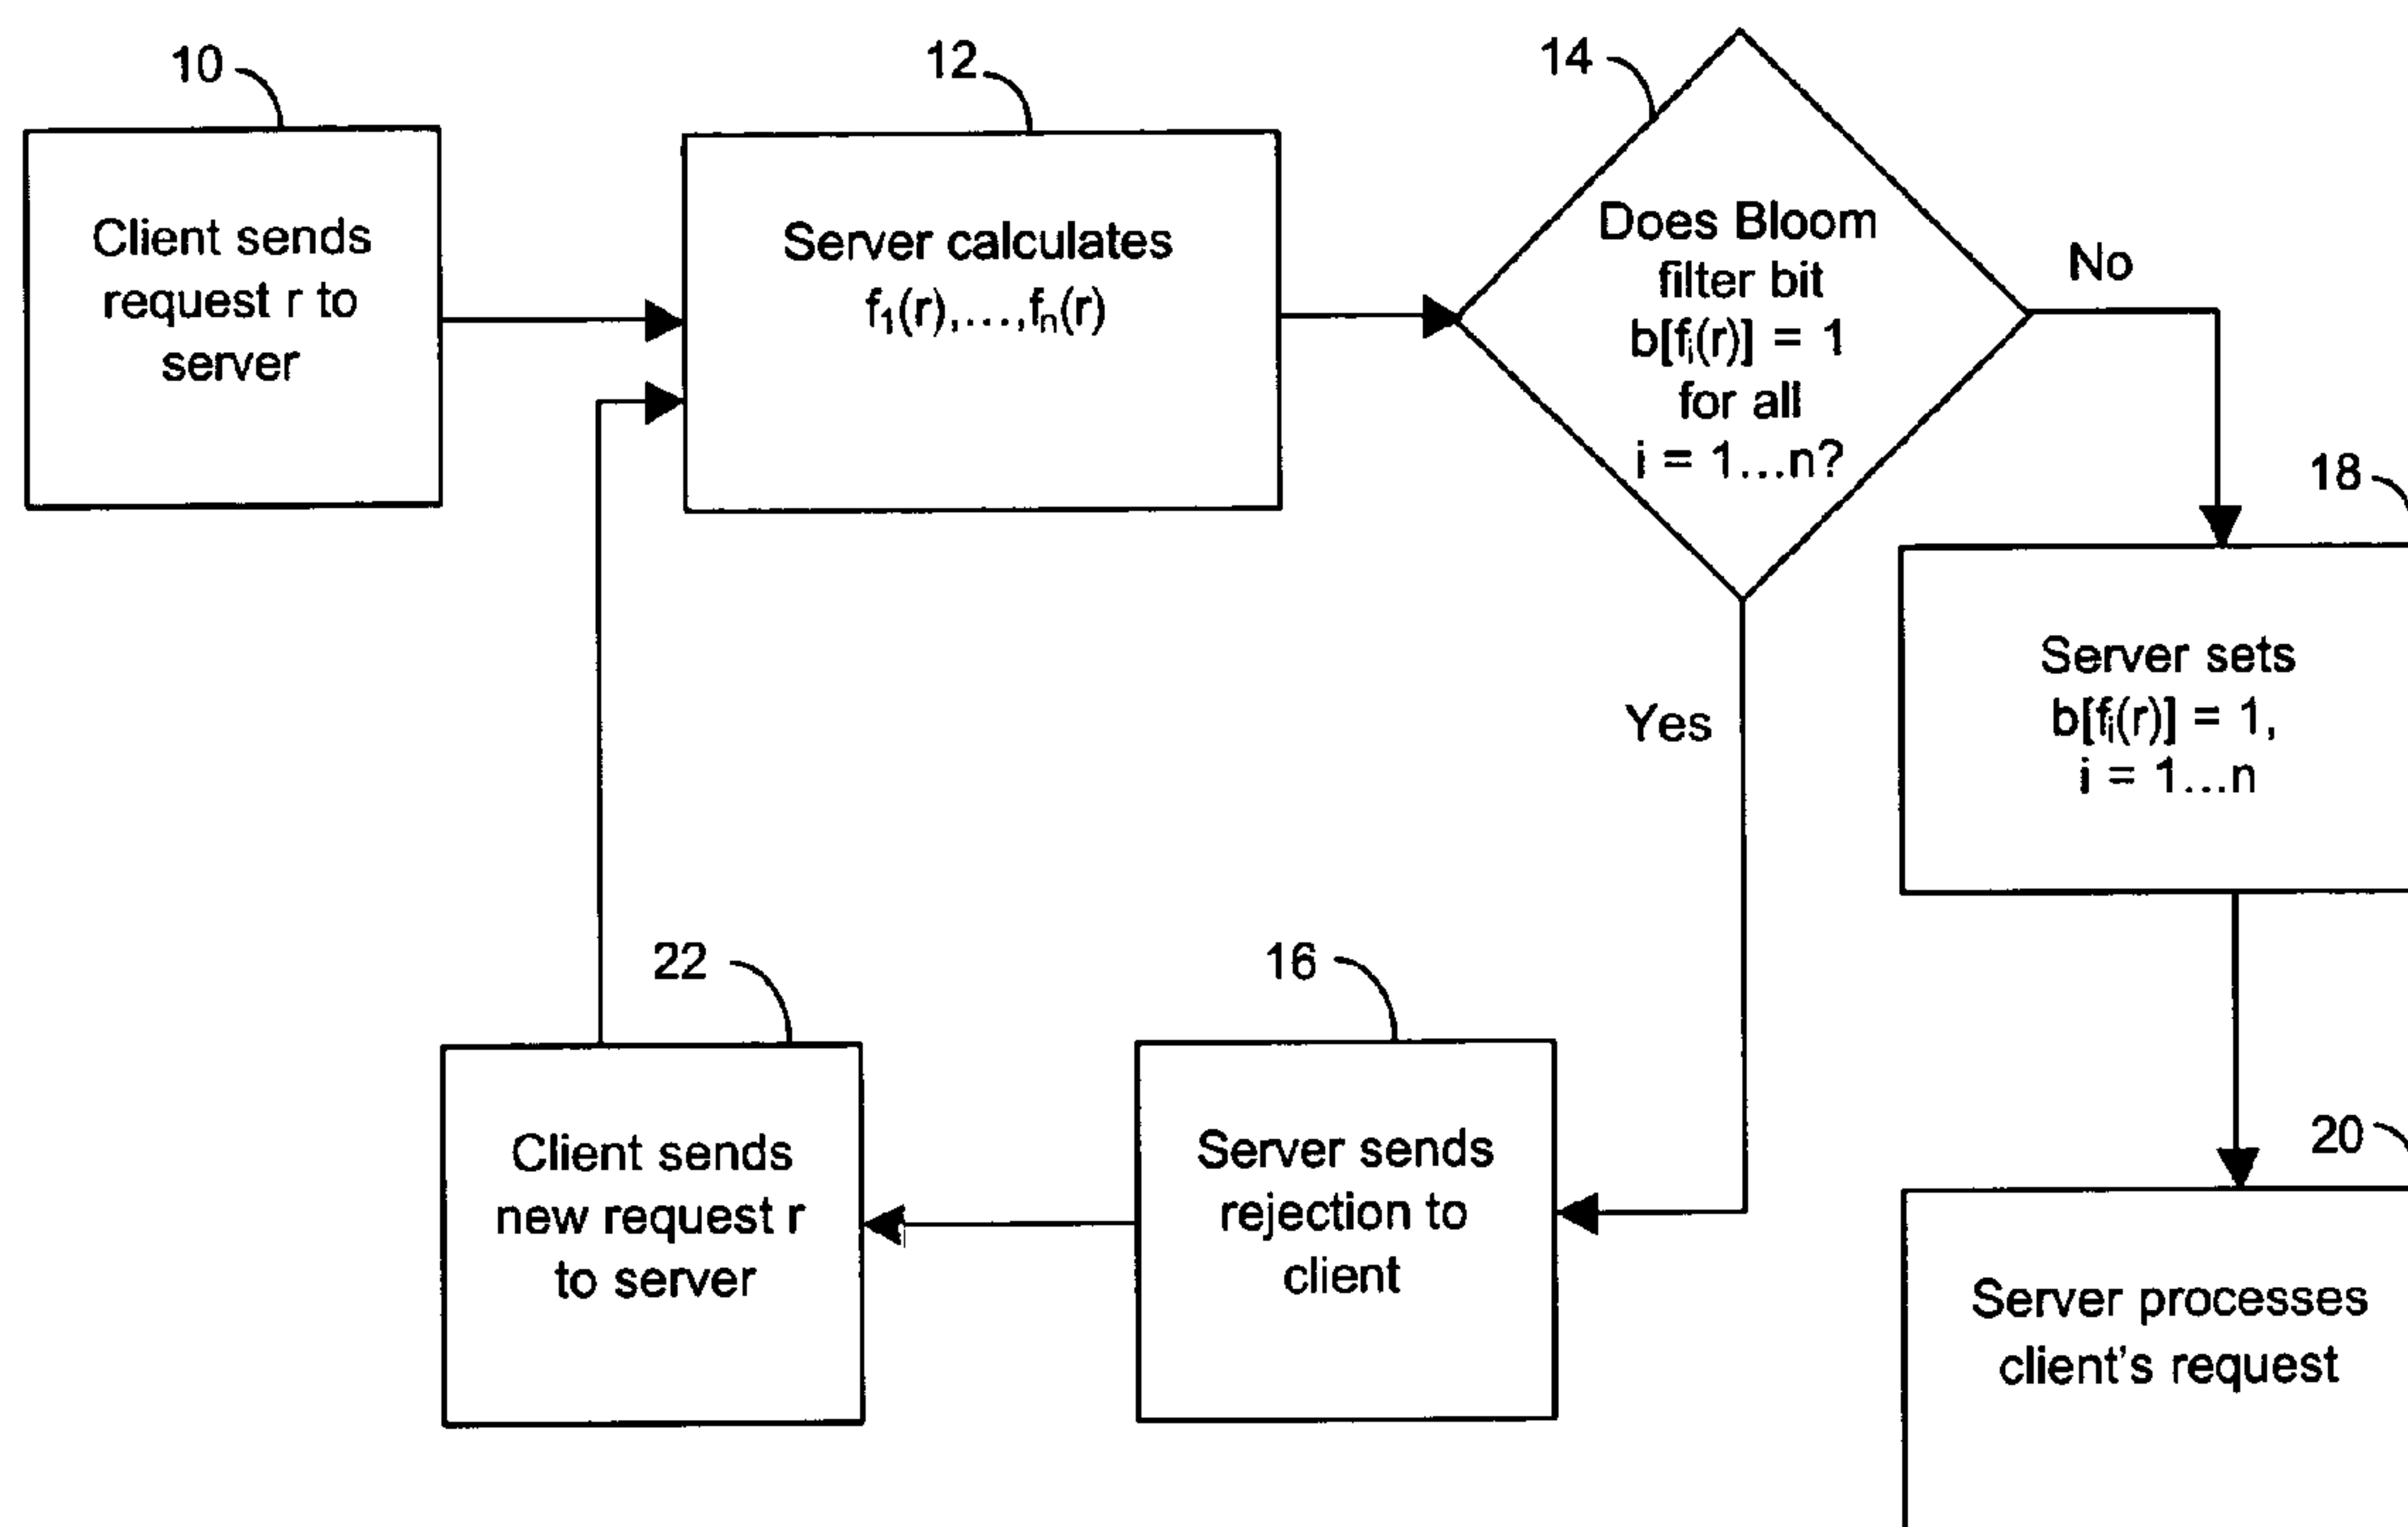 10
Client sends
request r to
server
12
Server calculates
f₁(r),...,fₙ(r)
14
Does Bloom
filter bit
b[fᵢ(r)] = 1
for all
i = 1...n?
No
Yes
18
Server sets
b[fᵢ(r)] = 1,
i = 1...n
22
Client sends
new request r
to server
16
Server sends
rejection to
client
20
Server processes
client's request